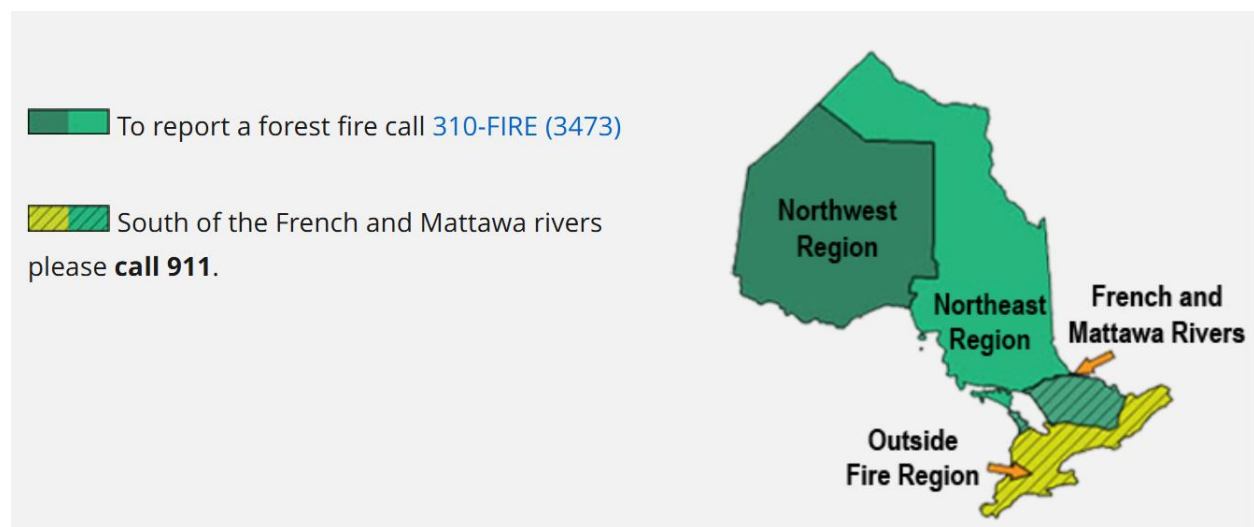 To report a forest fire call 310-FIRE (3473)
South of the French and Mattawa rivers
please call 911.
Northwest
Region
Northeast
Region
French and
Mattawa Rivers
Outside
Fire Region